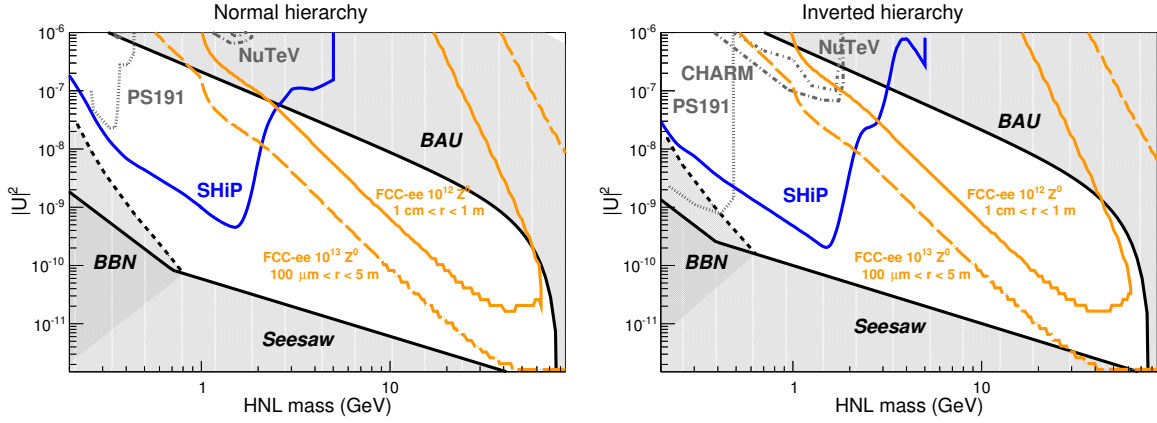 Normal hierarchy
|U|²
10⁻⁶
10⁻⁷
10⁻⁸
10⁻⁹
10⁻¹⁰
10⁻¹¹
NuTeV
PS191
BAU
SHiP
FCC-ee 10¹² Z⁰
1 cm < r < 1 m
FCC-ee 10¹³ Z⁰
100 μm < r < 5 m
BBN
Seesaw
1
10
HNL mass (GeV)
Inverted hierarchy
|U|²
10⁻⁶
10⁻⁷
10⁻⁸
10⁻⁹
10⁻¹⁰
10⁻¹¹
NuTeV
CHARM
PS191
BAU
SHiP
FCC-ee 10¹² Z⁰
1 cm < r < 1 m
FCC-ee 10¹³ Z⁰
100 μm < r < 5 m
BBN
Seesaw
1
10
HNL mass (GeV)